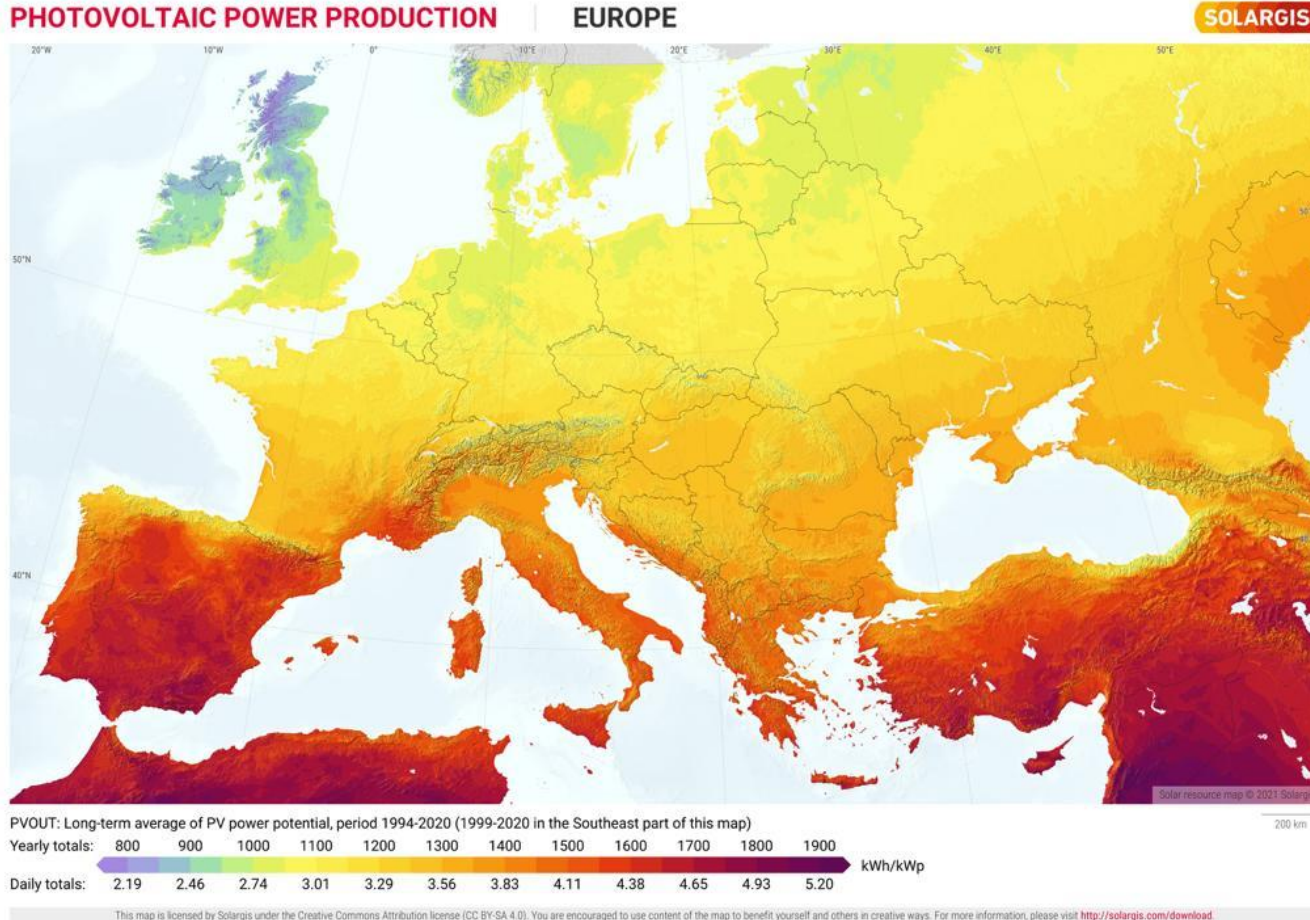 PHOTOVOLTAIC POWER PRODUCTION EUROPE
SOLARGIS
20°W 10°W 0° 10°E 20°E 30°E 40°E 50°E
50°N
40°N
Solar resource map © 2021 Solargis
PVOUT: Long-term average of PV power potential, period 1994-2020 (1999-2020 in the Southeast part of this map)
200 km
Yearly totals: 800 900 1000 1100 1200 1300 1400 1500 1600 1700 1800 1900
kWh/kWp
Daily totals: 2.19 2.46 2.74 3.01 3.29 3.56 3.83 4.11 4.38 4.65 4.93 5.20
This map is licensed by Solargis under the Creative Commons Attribution license (CC BY-SA 4.0). You are encouraged to use content of the map to benefit yourself and others in creative ways. For more information, please visit http://solargis.com/download.